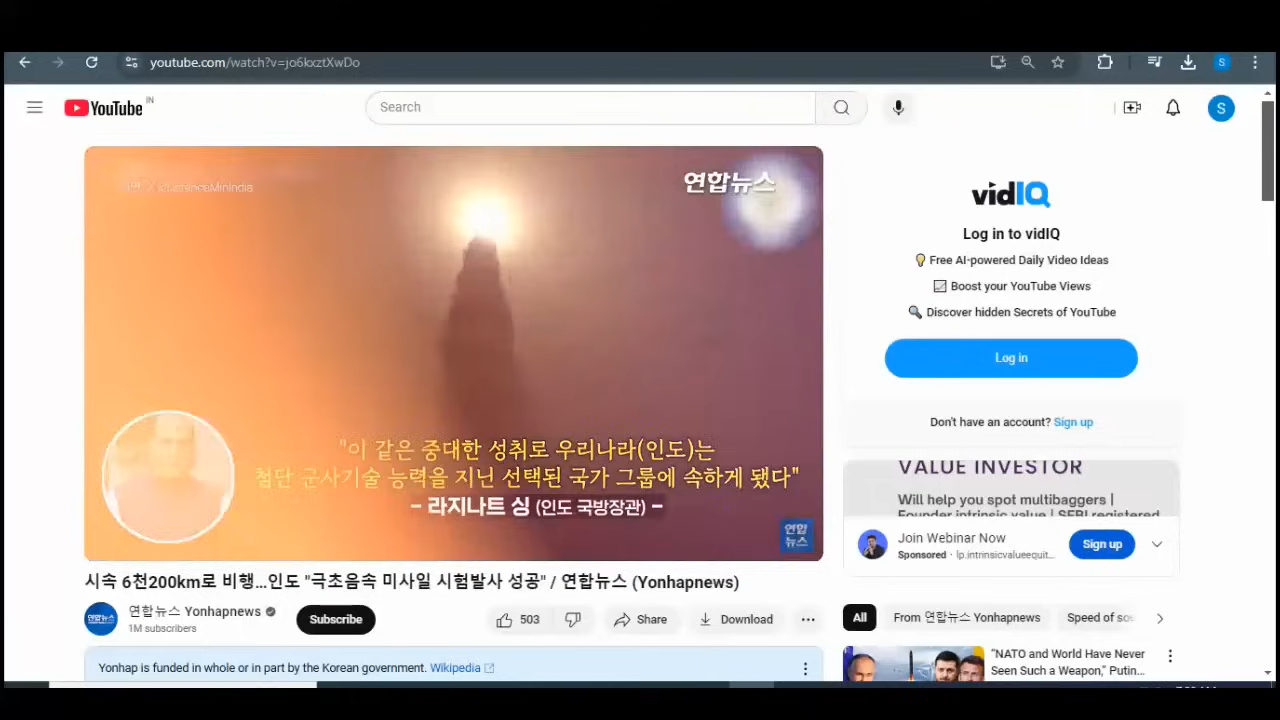 youtube.com/watch?v=jo6kxztXwDo
YouTube IN
Search
연합뉴스
"이 같은 중대한 성취로 우리나라(인도)는
첨단 군사기술 능력을 지닌 선택된 국가 그룹에 속하게 됐다"
- 라지나트 싱 (인도 국방장관) -
연합
뉴스
시속 6천200km로 비행...인도 "극초음속 미사일 시험발사 성공" / 연합뉴스 (Yonhapnews)
연합뉴스 Yonhapnews
1M subscribers
Subscribe
503
Share
Download
Yonhap is funded in whole or in part by the Korean government. Wikipedia
S
S
vidIQ
Log in to vidIQ
Free AI-powered Daily Video Ideas
Boost your YouTube Views
Discover hidden Secrets of YouTube
Log in
Don't have an account? Sign up
VALUE INVESTOR
Will help you spot multibaggers |
Founder intrinsic value | SEBI registered
Join Webinar Now
Sponsored · lp.intrinsicvalueequit...
Sign up
All
From 연합뉴스 Yonhapnews
Speed of
"NATO and World Have Never
Seen Such a Weapon," Putin...